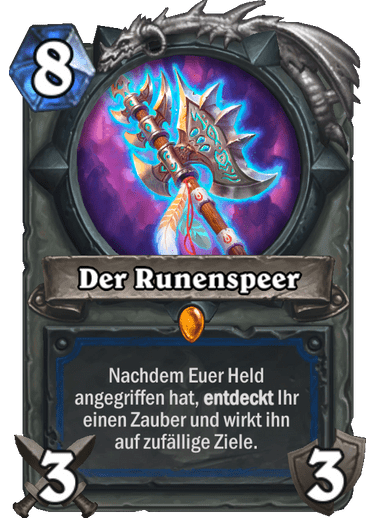 8
Der Runenspeer
Nachdem Euer Held
angegriffen hat, entdeckt Ihr
einen Zauber und wirkt ihn
auf zufällige Ziele.
3
3